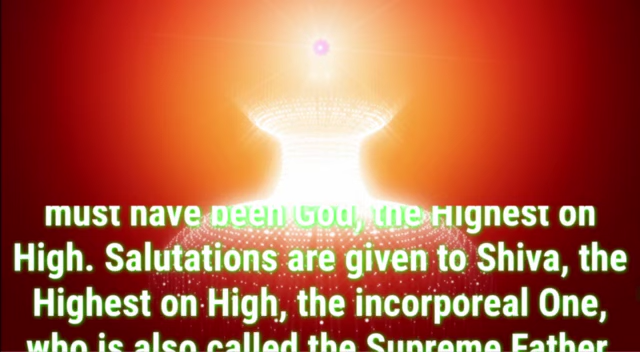 must have been God, the Highest on
High. Salutations are given to Shiva, the
Highest on High, the incorporeal One,
who is also called the Supreme Father